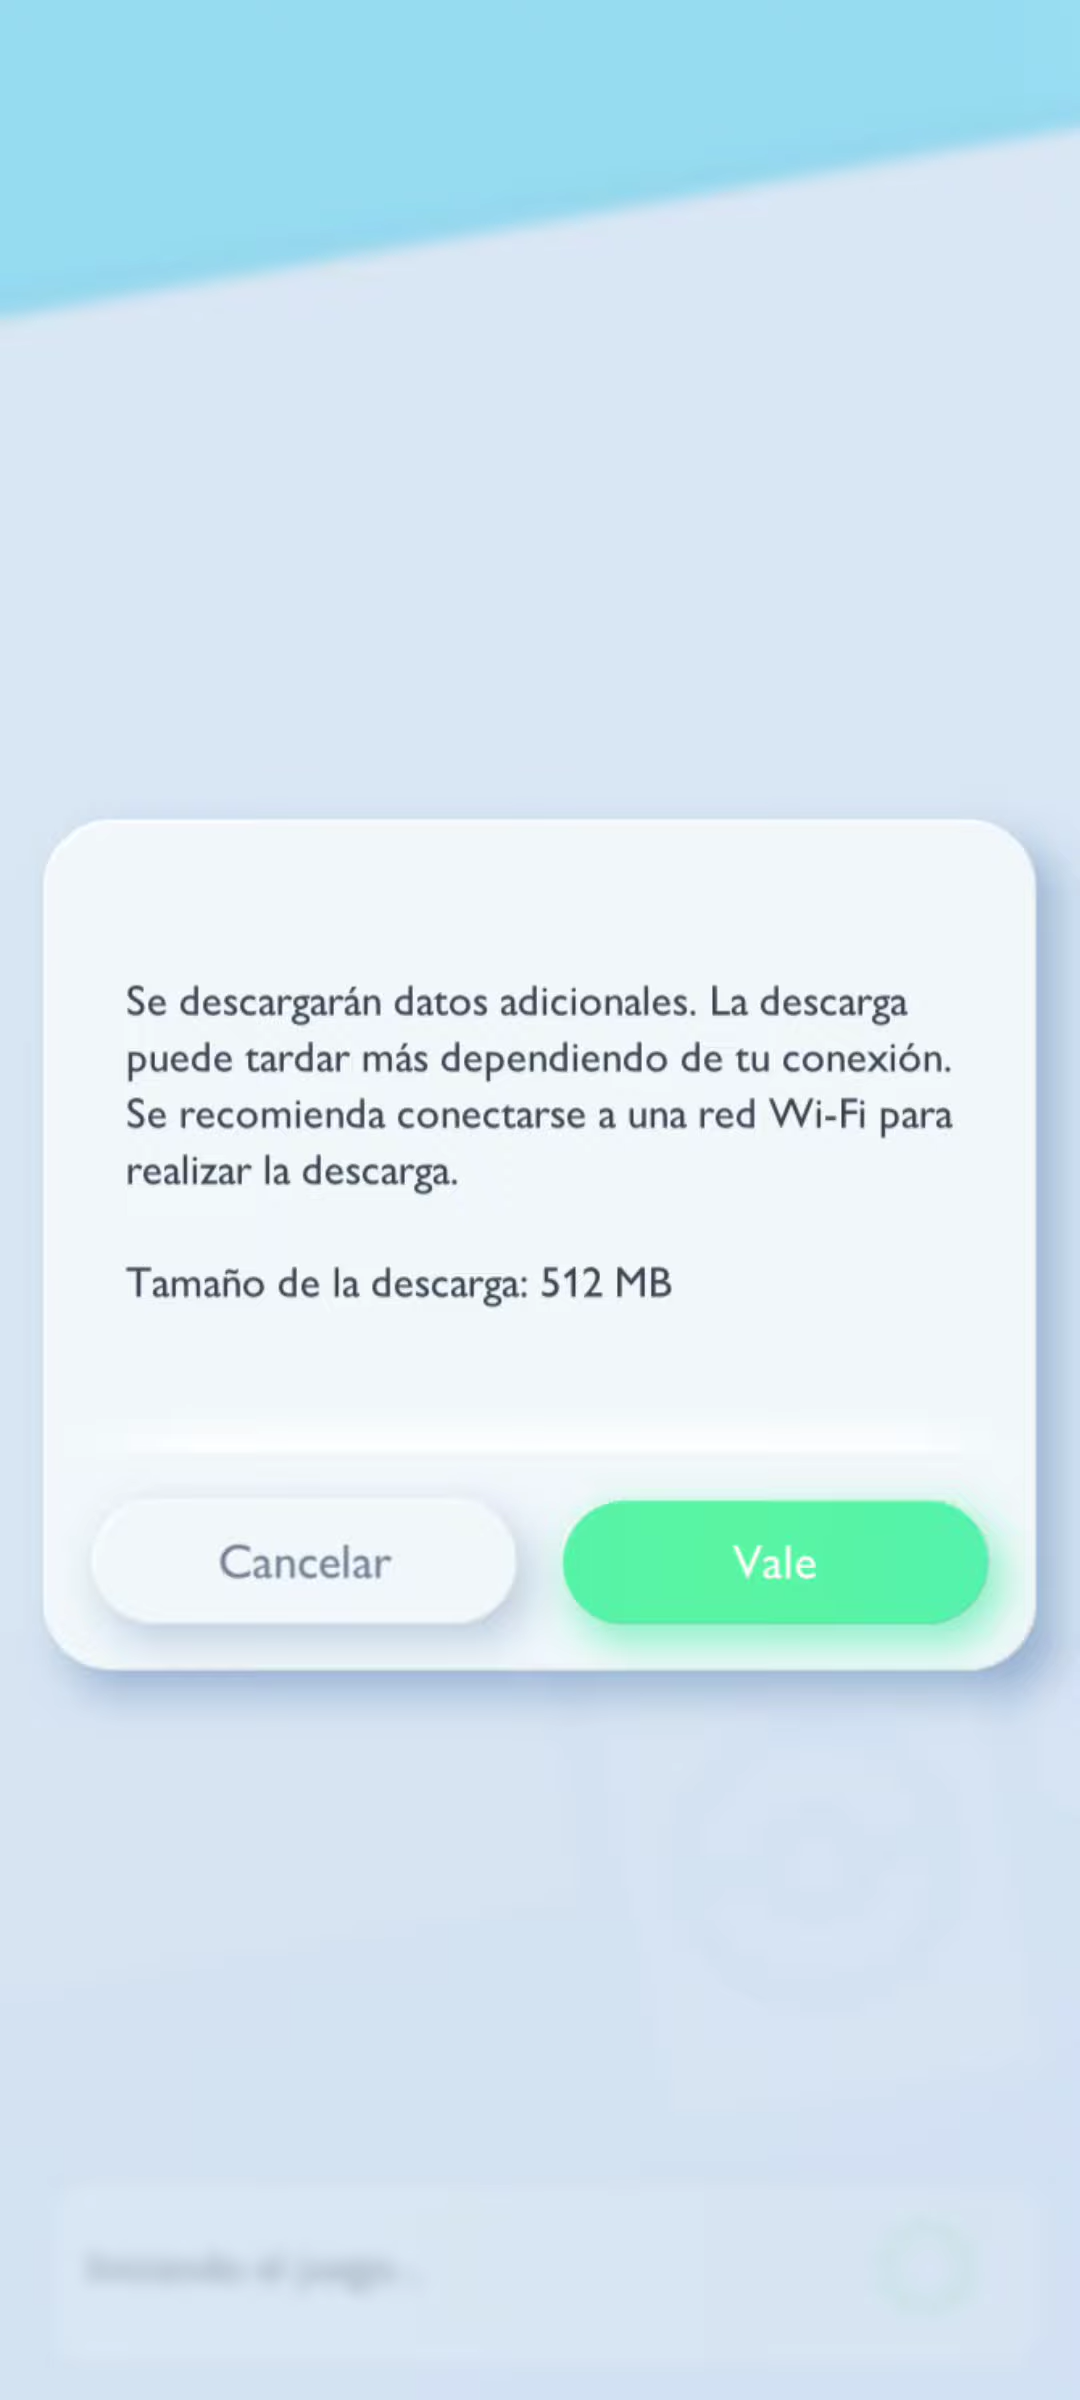 Se descargarán datos adicionales. La descarga
puede tardar más dependiendo de tu conexión.
Se recomienda conectarse a una red Wi-Fi para
realizar la descarga.
Tamaño de la descarga: 512 MB
Cancelar
Vale